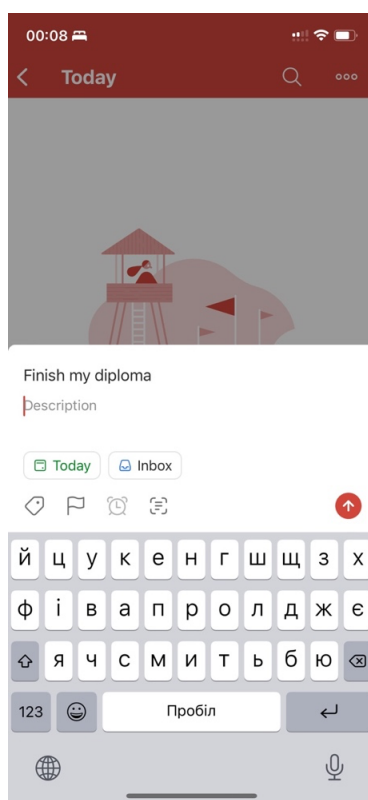 00:08
Today
Finish my diploma
Description
Today Inbox
й ц у к е н г ш щ з х
ф і в а п р о л д ж є
я ч с м и т ь б ю
123 Пробіл